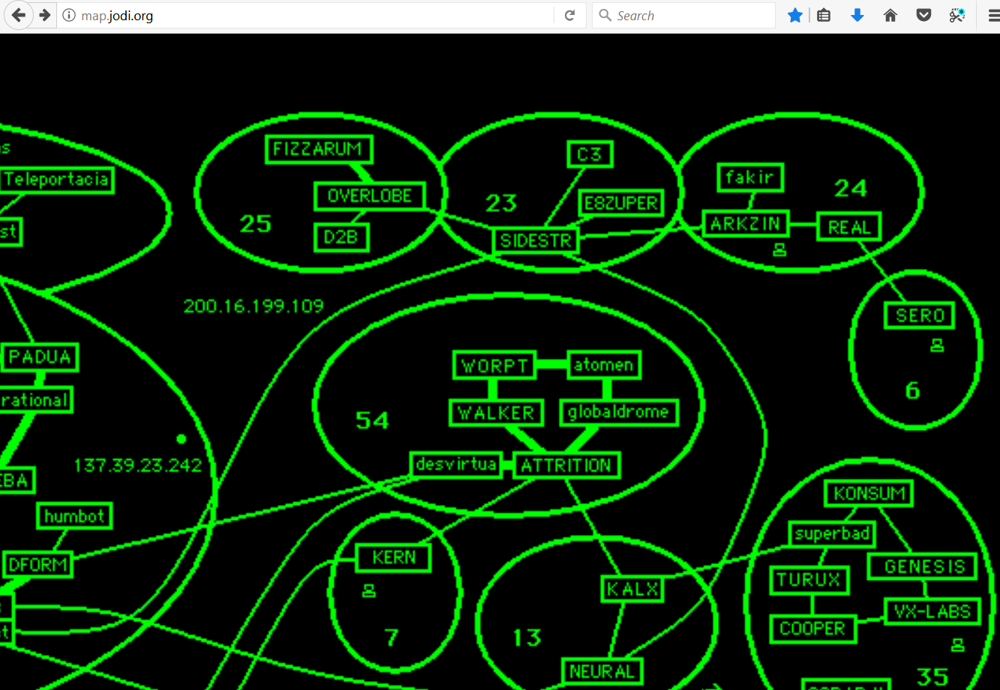 map.jodi.org
Search
Teleportacia
st
FIZZARUM
OVERLOBE
D2B
25
C3
E8ZUPER
SIDESTR
23
fakir
ARKZIN
REAL
24
200.16.199.109
SERO
6
PADUA
rational
EBA
137.39.23.242
humbot
DFORM
WORPT
atomen
WALKER
globaldrome
54
desvirtua
ATTRITION
KERN
7
KALX
13
NEURAL
KONSUM
superbad
TURUX
GENESIS
COOPER
VX-LABS
35